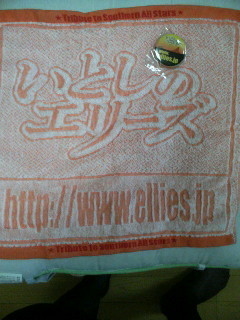 ★ Tribute to Southern All Stars ★
いとしの
エリーズ
http://www.ellies.jp
★ Tribute to Southern All Stars ★